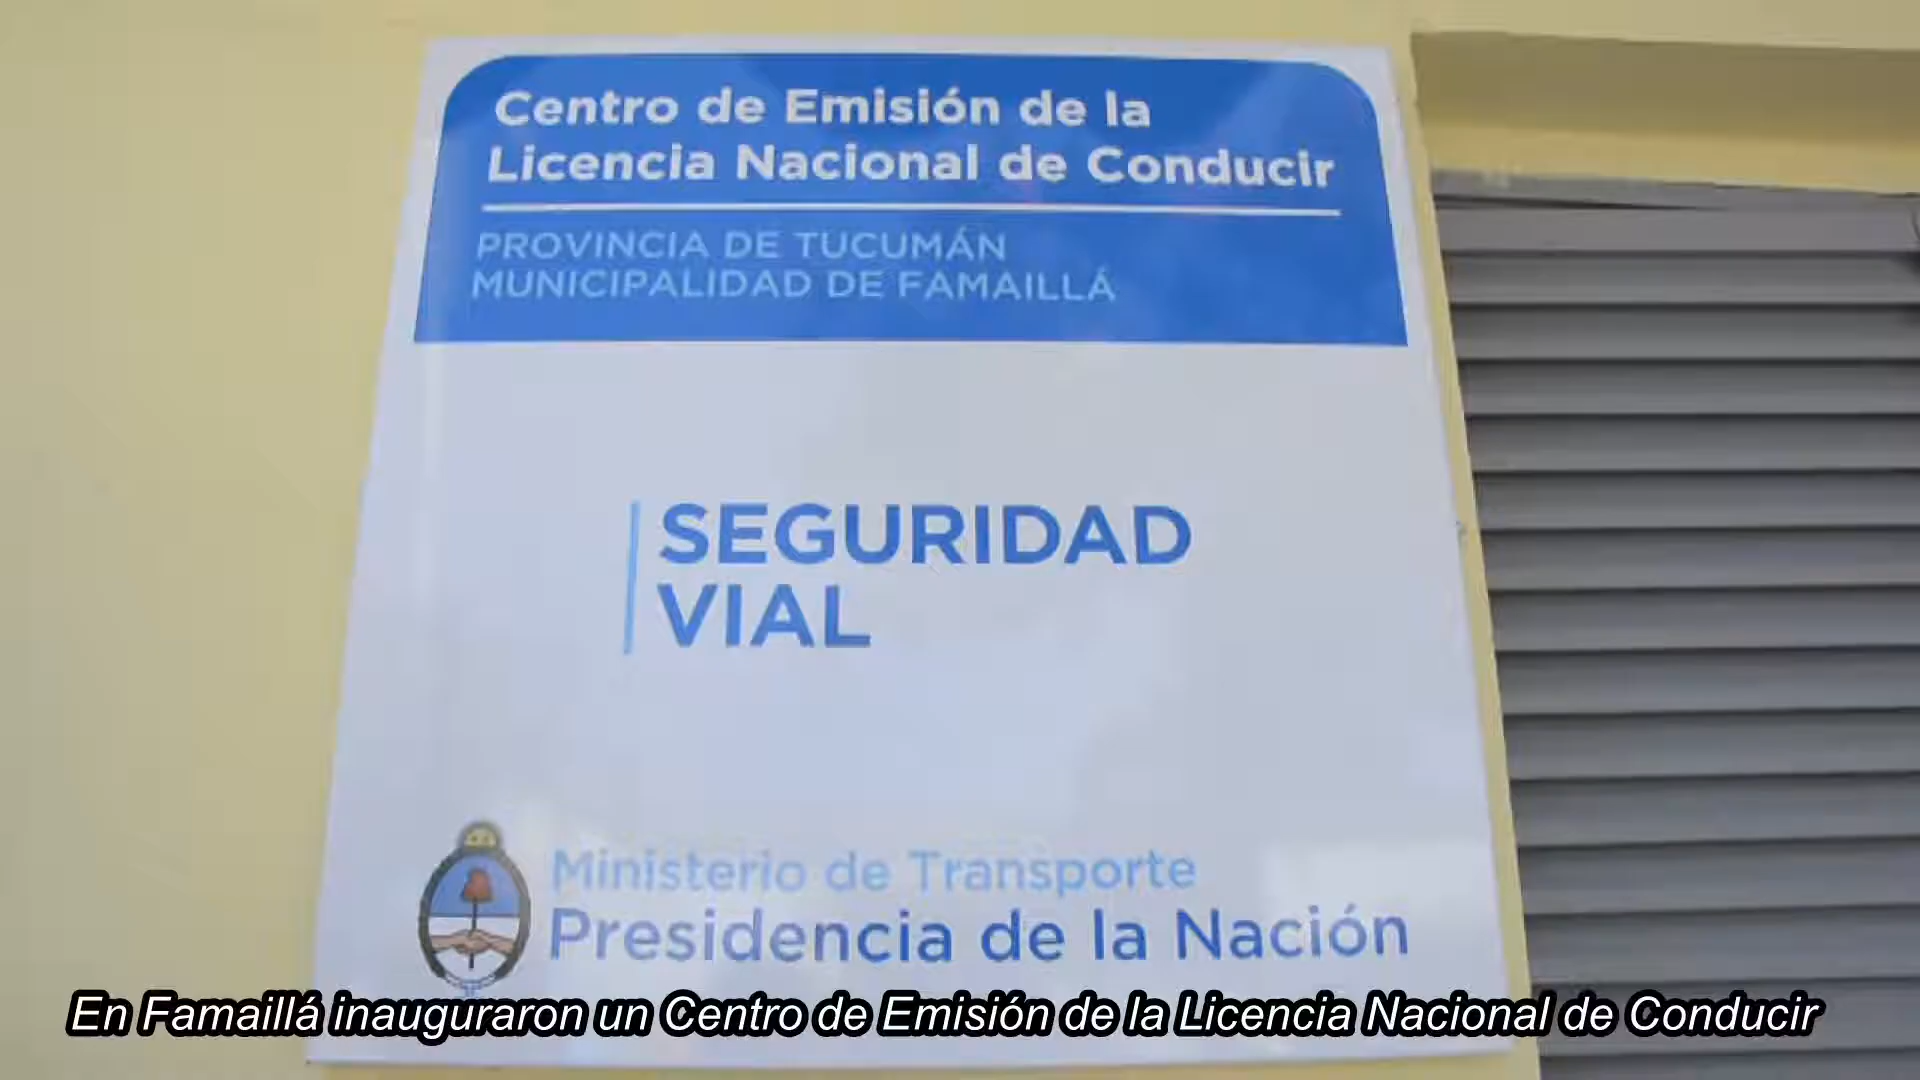 Centro de Emisión de la
Licencia Nacional de Conducir
PROVINCIA DE TUCUMÁN
MUNICIPALIDAD DE FAMAILLÁ
SEGURIDAD
VIAL
Ministerio de Transporte
Presidencia de la Nación
En Famaillá inauguraron un Centro de Emisión de la Licencia Nacional de Conducir